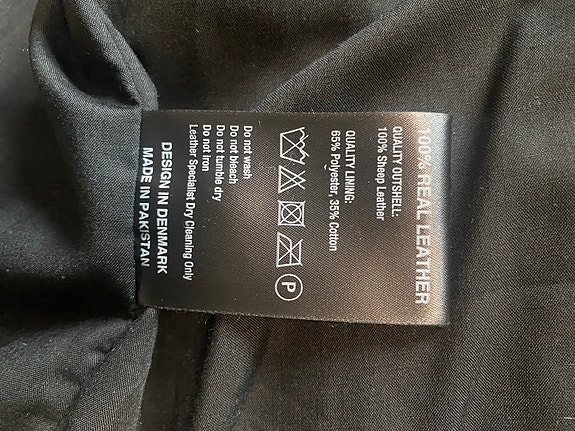 100% REAL LEATHER
QUALITY OUTSHELL:
100% Sheep Leather
QUALITY LINING:
65% Polyester, 35% Cotton
P
Do not wash
Do not bleach
Do not tumble dry
Do not iron
Leather Specialist Dry Cleaning Only
DESIGN IN DENMARK
MADE IN PAKISTAN